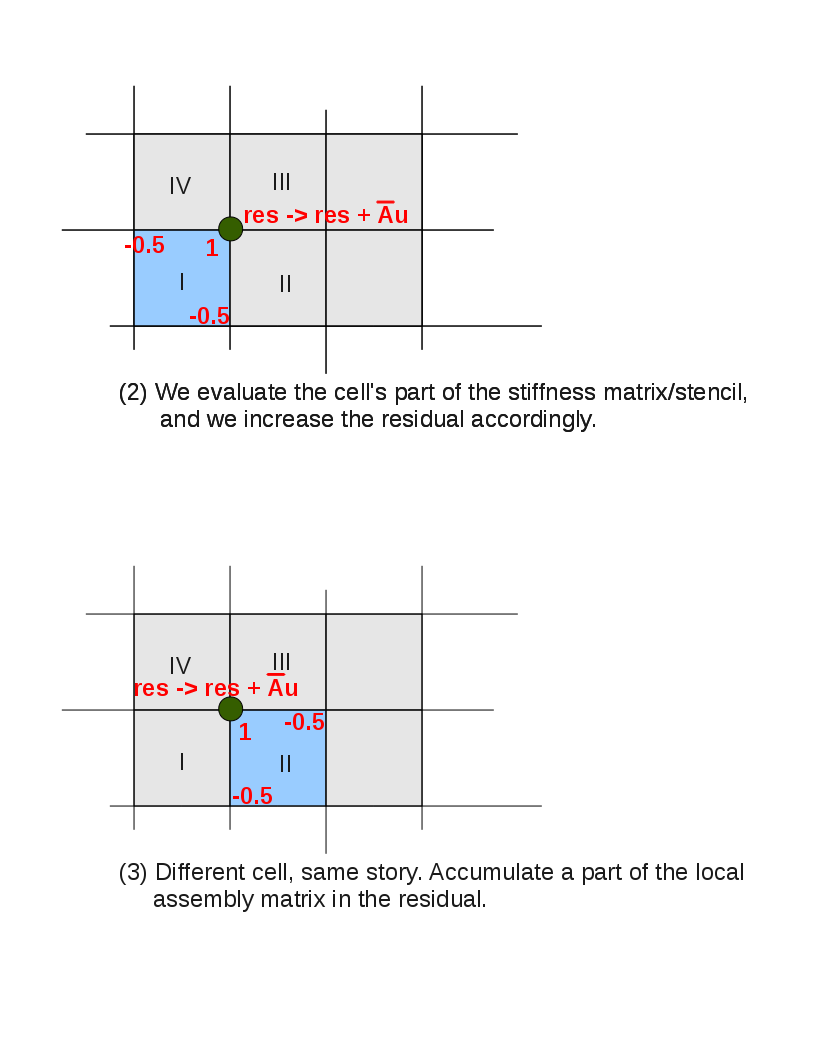 IV
III
res -> res + A̅u
-0.5
1
I
II
-0.5
(2) We evaluate the cell's part of the stiffness matrix/stencil,
and we increase the residual accordingly.
IV
III
res -> res + A̅u
1
-0.5
I
II
-0.5
(3) Different cell, same story. Accumulate a part of the local
assembly matrix in the residual.